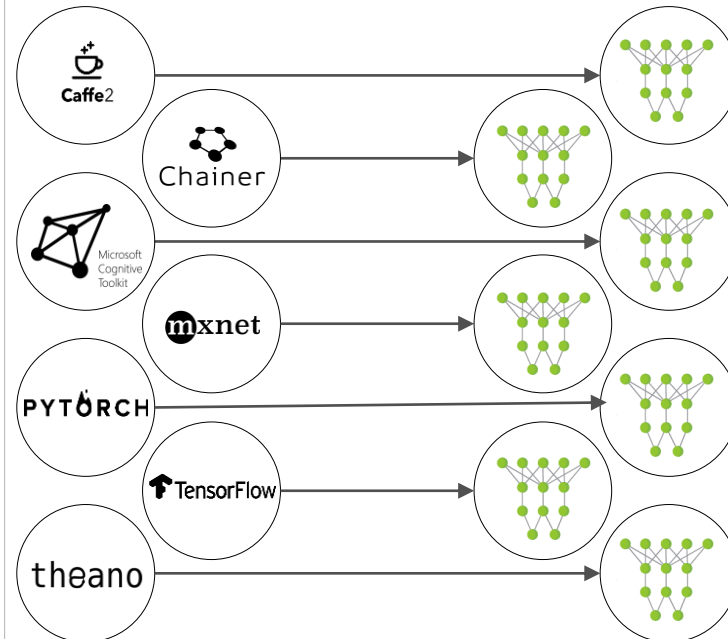 Caffe2
Chainer
Microsoft
Cognitive
Toolkit
mxnet
PYTORCH
TensorFlow
theano